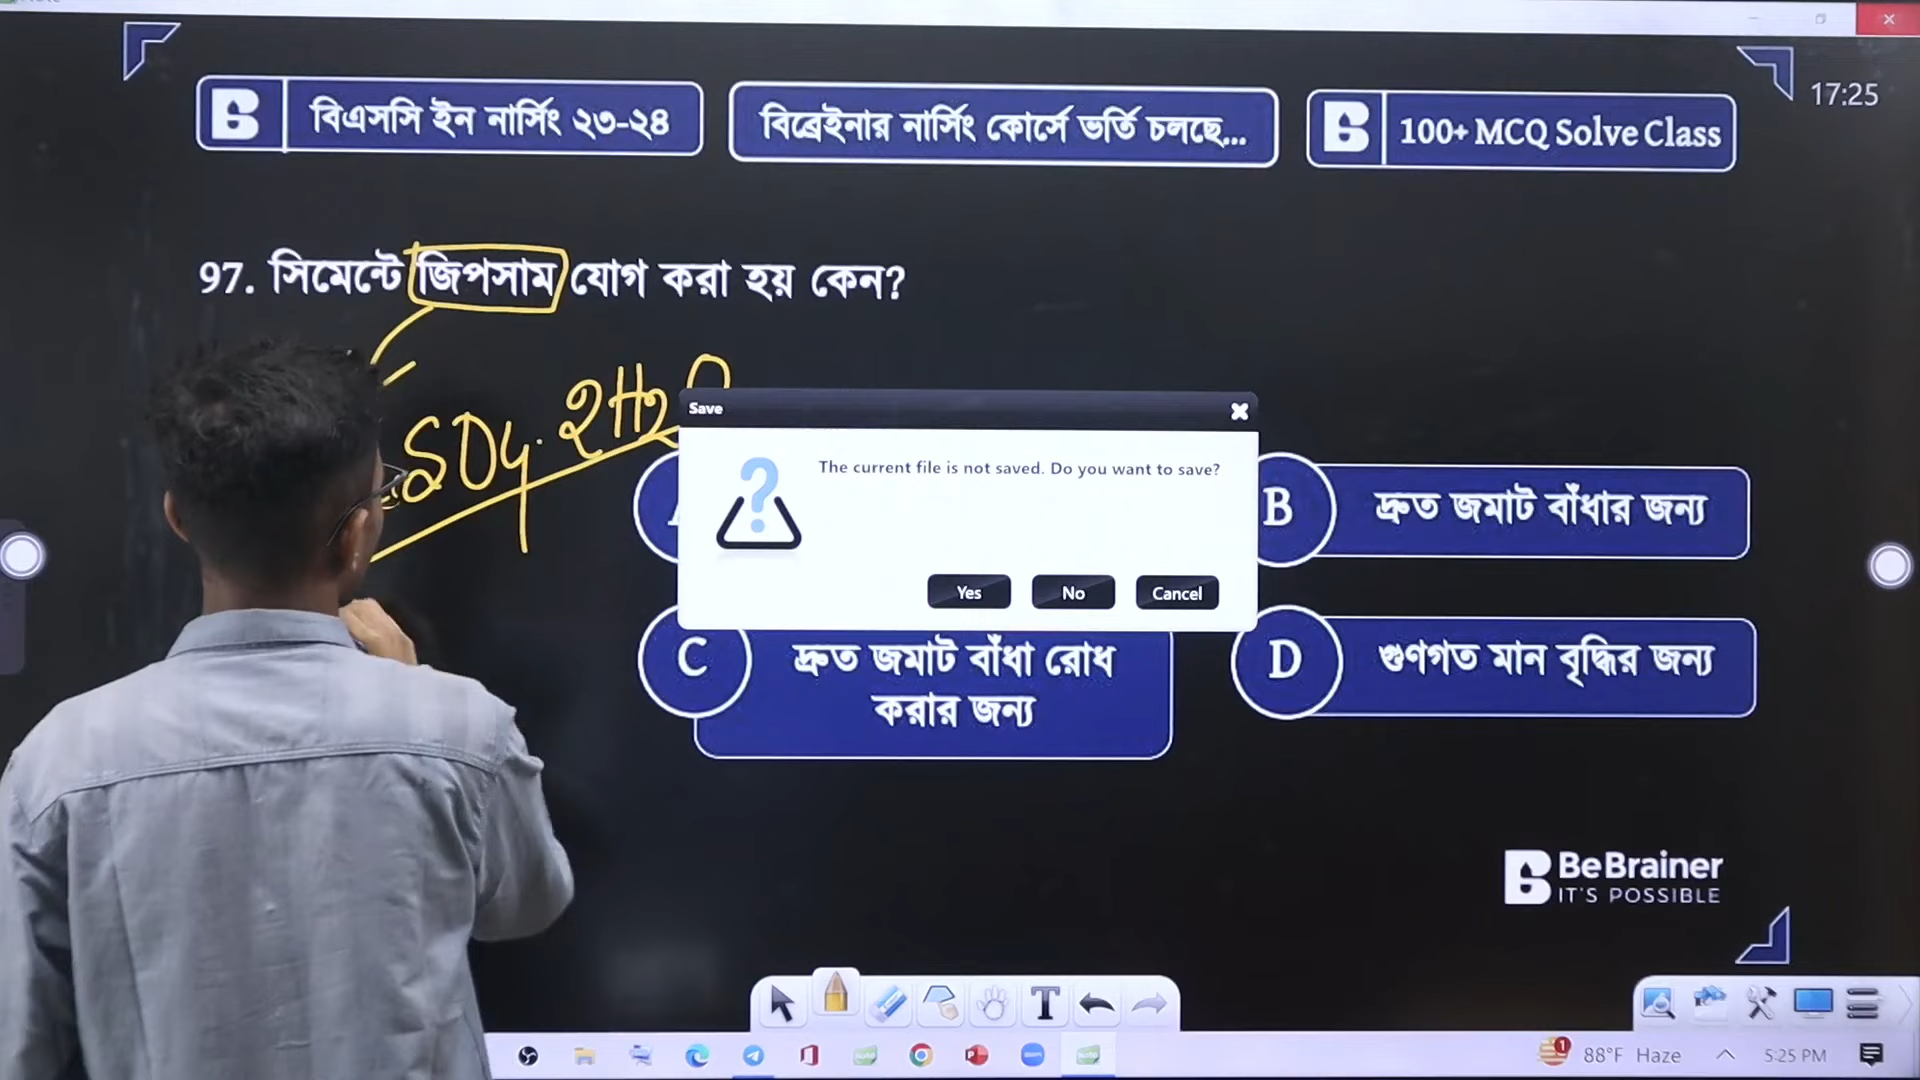 17:25
বিএসসি ইন নার্সিং ২৩-২৪
বিব্রেইনার নার্সিং কোর্সে ভর্তি চলছে...
100+ MCQ Solve Class
97. সিমেন্টে জিপসাম যোগ করা হয় কেন?
SO4. 2H2O
Save
The current file is not saved. Do you want to save?
Yes
No
Cancel
B
দ্রুত জমাট বাঁধার জন্য
C
দ্রুত জমাট বাঁধা রোধ
করার জন্য
D
গুণগত মান বৃদ্ধির জন্য
BeBrainer
IT'S POSSIBLE
T
1
88°F Haze
5:25 PM